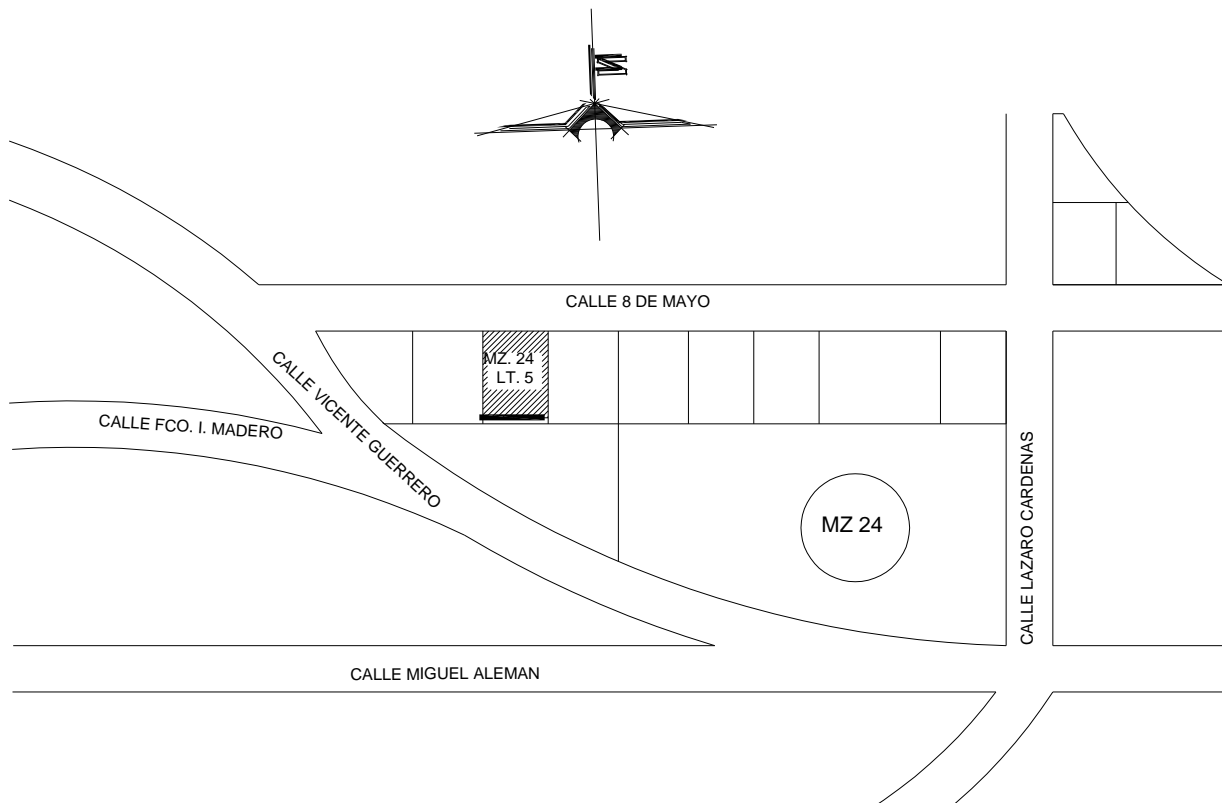 N
CALLE 8 DE MAYO
MZ. 24
LT. 5
CALLE VICENTE GUERRERO
CALLE FCO. I. MADERO
MZ 24
CALLE LAZARO CARDENAS
CALLE MIGUEL ALEMAN